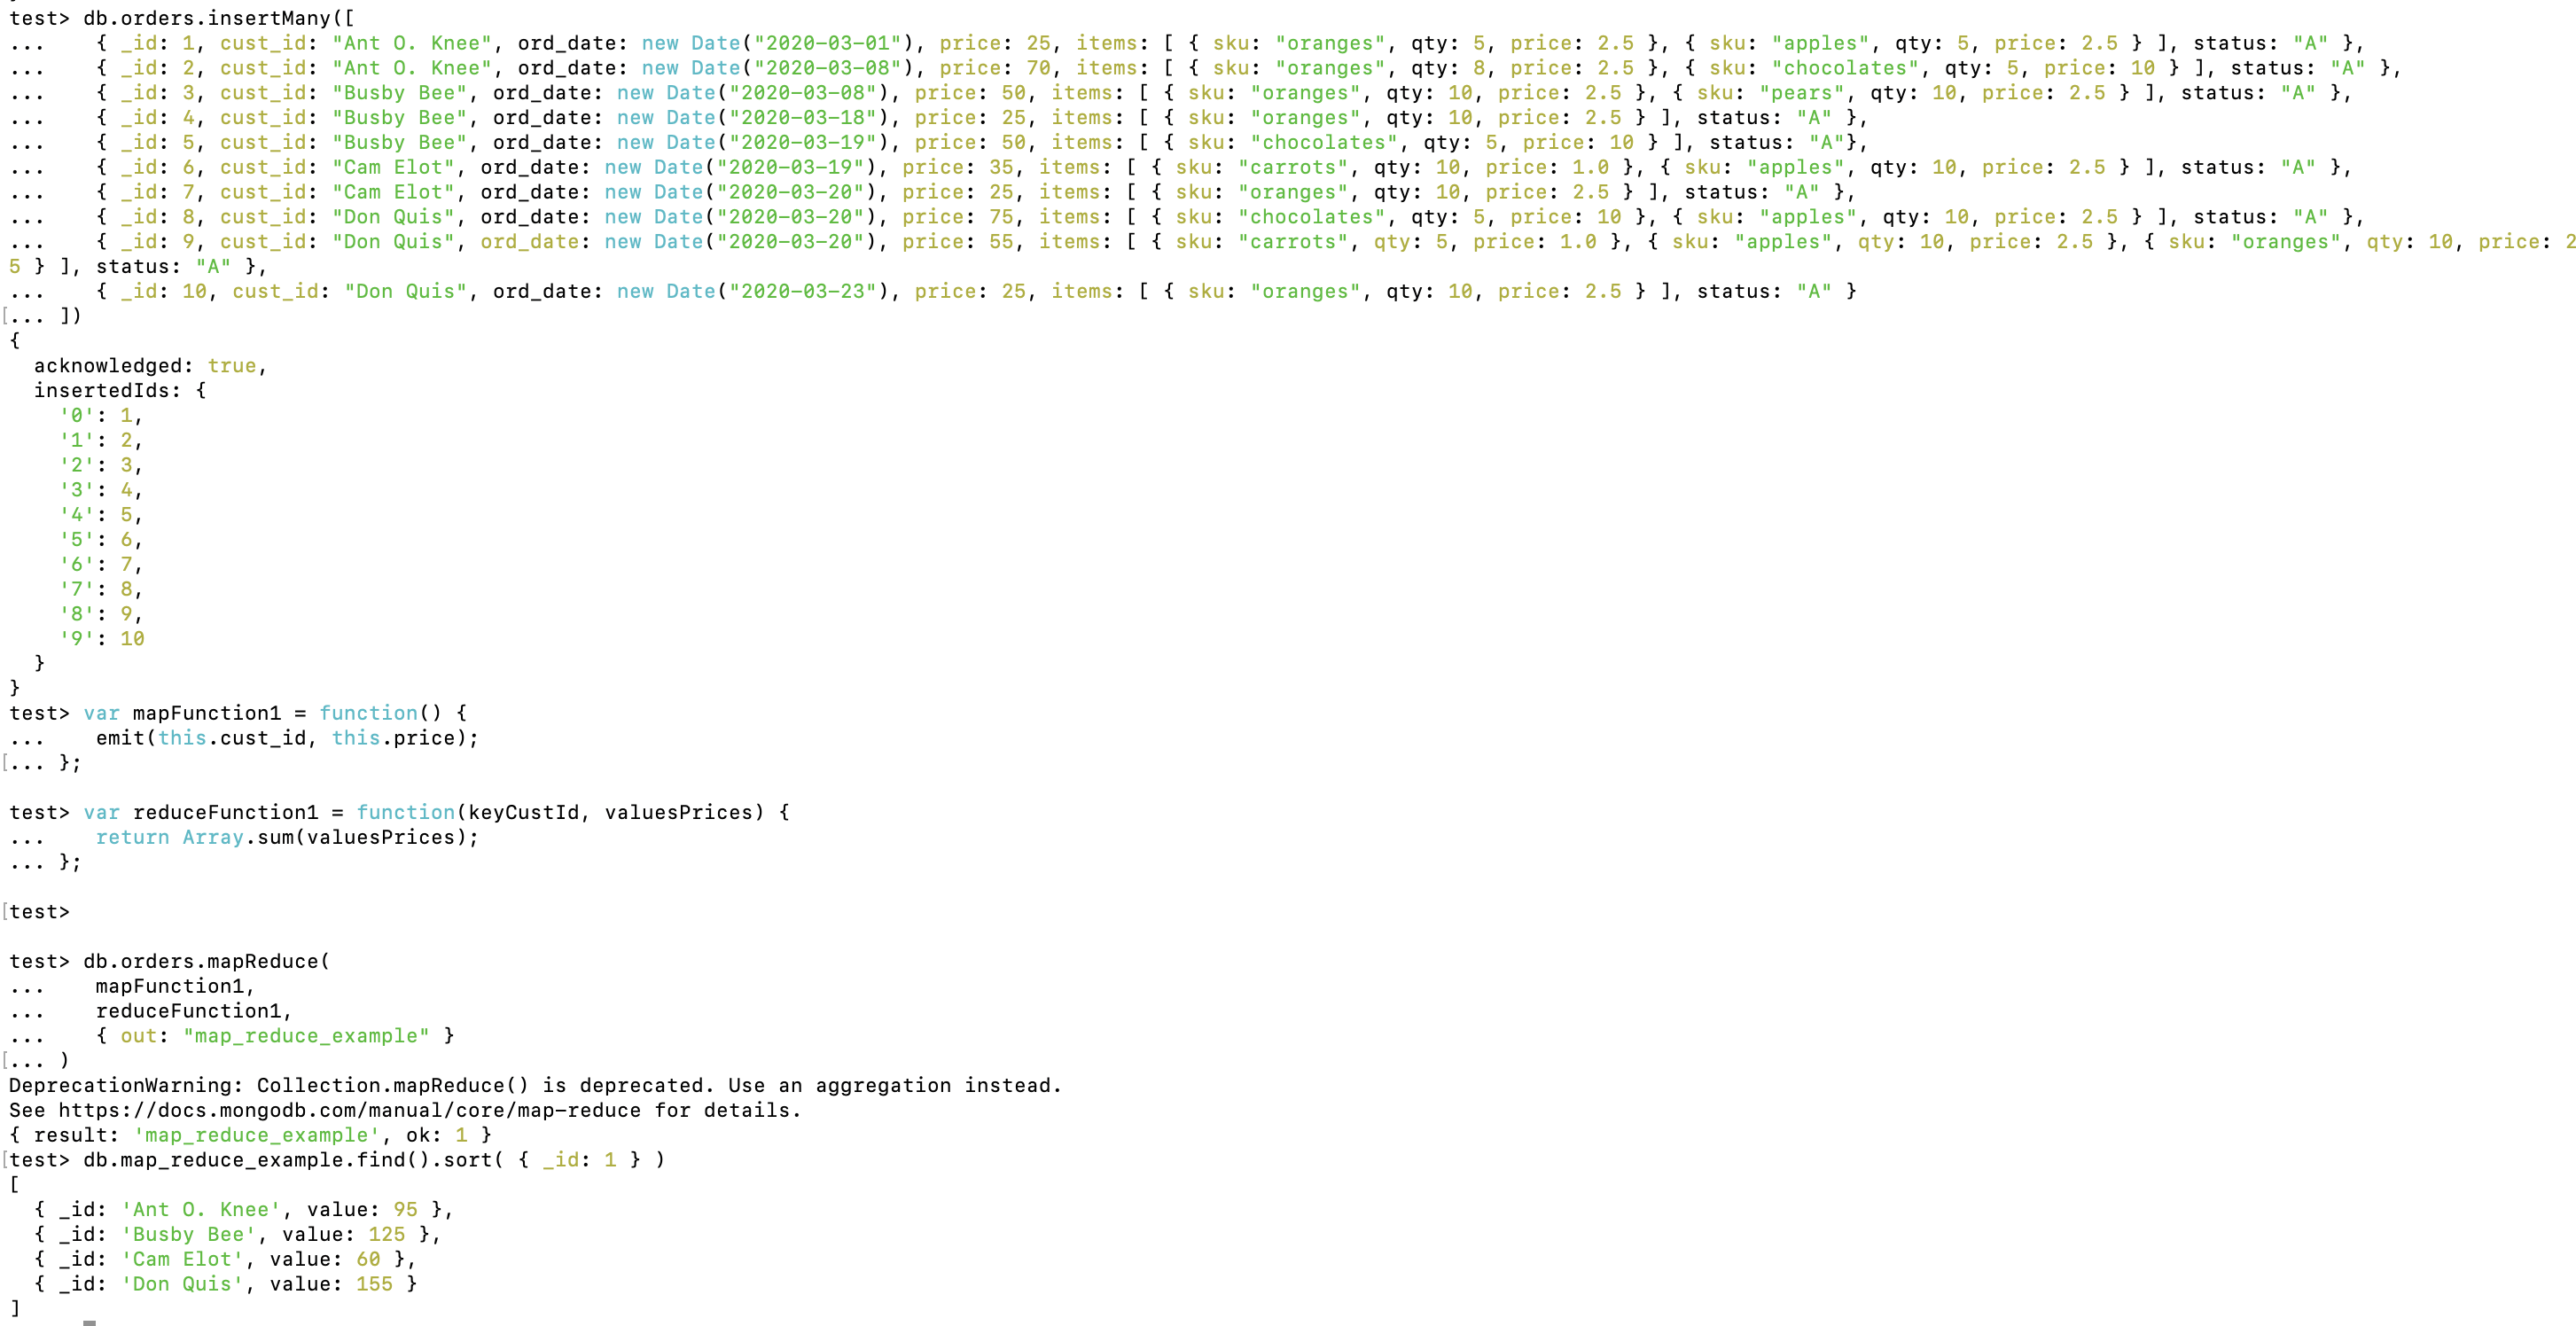 test> db.orders.insertMany([
...    { _id: 1, cust_id: "Ant O. Knee", ord_date: new Date("2020-03-01"), price: 25, items: [ { sku: "oranges", qty: 5, price: 2.5 }, { sku: "apples", qty: 5, price: 2.5 } ], status: "A" },
...    { _id: 2, cust_id: "Ant O. Knee", ord_date: new Date("2020-03-08"), price: 70, items: [ { sku: "oranges", qty: 8, price: 2.5 }, { sku: "chocolates", qty: 5, price: 10 } ], status: "A" },
...    { _id: 3, cust_id: "Busby Bee", ord_date: new Date("2020-03-08"), price: 50, items: [ { sku: "oranges", qty: 10, price: 2.5 }, { sku: "pears", qty: 10, price: 2.5 } ], status: "A" },
...    { _id: 4, cust_id: "Busby Bee", ord_date: new Date("2020-03-18"), price: 25, items: [ { sku: "oranges", qty: 10, price: 2.5 } ], status: "A" },
...    { _id: 5, cust_id: "Busby Bee", ord_date: new Date("2020-03-19"), price: 50, items: [ { sku: "chocolates", qty: 5, price: 10 } ], status: "A"},
...    { _id: 6, cust_id: "Cam Elot", ord_date: new Date("2020-03-19"), price: 35, items: [ { sku: "carrots", qty: 10, price: 1.0 }, { sku: "apples", qty: 10, price: 2.5 } ], status: "A" },
...    { _id: 7, cust_id: "Cam Elot", ord_date: new Date("2020-03-20"), price: 25, items: [ { sku: "oranges", qty: 10, price: 2.5 } ], status: "A" },
...    { _id: 8, cust_id: "Don Quis", ord_date: new Date("2020-03-20"), price: 75, items: [ { sku: "chocolates", qty: 5, price: 10 }, { sku: "apples", qty: 10, price: 2.5 } ], status: "A" },
...    { _id: 9, cust_id: "Don Quis", ord_date: new Date("2020-03-20"), price: 55, items: [ { sku: "carrots", qty: 5, price: 1.0 }, { sku: "apples", qty: 10, price: 2.5 }, { sku: "oranges", qty: 10, price: 2
5 } ], status: "A" },
...    { _id: 10, cust_id: "Don Quis", ord_date: new Date("2020-03-23"), price: 25, items: [ { sku: "oranges", qty: 10, price: 2.5 } ], status: "A" }
[... ])
{
  acknowledged: true,
  insertedIds: {
    '0': 1,
    '1': 2,
    '2': 3,
    '3': 4,
    '4': 5,
    '5': 6,
    '6': 7,
    '7': 8,
    '8': 9,
    '9': 10
  }
}
test> var mapFunction1 = function() {
...    emit(this.cust_id, this.price);
[... };
test> var reduceFunction1 = function(keyCustId, valuesPrices) {
...    return Array.sum(valuesPrices);
... };
[test>
test> db.orders.mapReduce(
...    mapFunction1,
...    reduceFunction1,
...    { out: "map_reduce_example" }
[... )
DeprecationWarning: Collection.mapReduce() is deprecated. Use an aggregation instead.
See https://docs.mongodb.com/manual/core/map-reduce for details.
{ result: 'map_reduce_example', ok: 1 }
[test> db.map_reduce_example.find().sort( { _id: 1 } )
[
  { _id: 'Ant O. Knee', value: 95 },
  { _id: 'Busby Bee', value: 125 },
  { _id: 'Cam Elot', value: 60 },
  { _id: 'Don Quis', value: 155 }
]